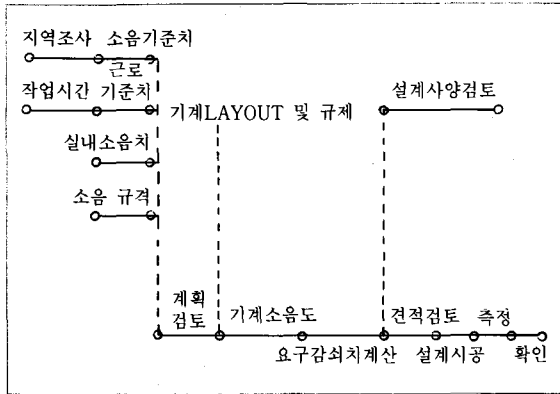 지역조사 소음기준치
근로
작업시간 기준치
기계LAYOUT 및 규제
설계사양검토
실내소음치
소음 규격
계획
검토
기계소음도
견적검토 측정
요구감쇠치계산 설계시공 확인